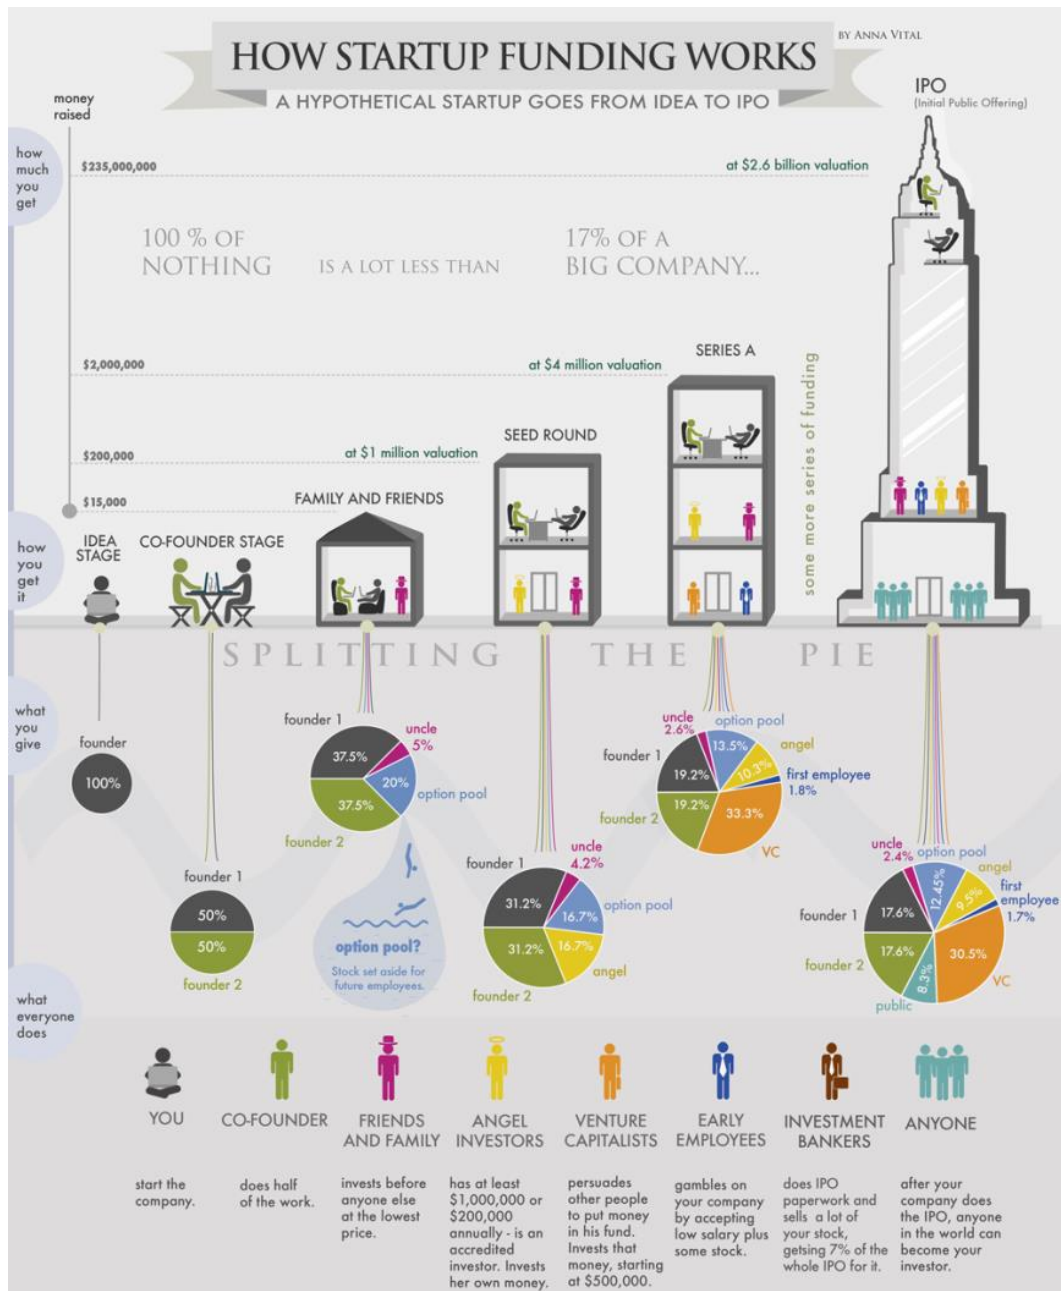 HOW STARTUP FUNDING WORKS
BY ANNA VITAL
A HYPOTHETICAL STARTUP GOES FROM IDEA TO IPO
IPO
(Initial Public Offering)
money
raised
how
much
you
get
$235,000,000
at $2.6 billion valuation
100 % OF
NOTHING
IS A LOT LESS THAN
17% OF A
BIG COMPANY...
$2,000,000
at $4 million valuation
SERIES A
some more series of funding
$200,000
at $1 million valuation
SEED ROUND
$15,000
FAMILY AND FRIENDS
how
you
get
it
IDEA
STAGE
CO-FOUNDER STAGE
SPLITTING THE PIE
what
you
give
founder
100%
founder 1
50%
50%
founder 2
founder 1
uncle
5%
37.5%
20%
option pool
37.5%
founder 2
option pool?
Stock set aside for
future employees.
founder 1
uncle
4.2%
31.2%
16.7%
option pool
31.2%
16.7%
angel
founder 2
uncle
2.6%
option pool
13.5%
angel
10.3%
founder 1
19.2%
first employee
1.8%
founder 2
19.2%
33.3%
VC
uncle
2.4%
option pool
12.45%
angel
9.5%
first
employee
1.7%
founder 1
17.6%
founder 2
17.6%
30.5%
VC
8.3%
public
what
everyone
does
YOU
start the
company.
CO-FOUNDER
does half
of the work.
FRIENDS
AND FAMILY
invests before
anyone else
at the lowest
price.
ANGEL
INVESTORS
has at least
$1,000,000 or
$200,000
annually - is an
accredited
investor. Invests
her own money.
VENTURE
CAPITALISTS
persuades
other people
to put money
in his fund.
Invests that
money, starting
at $500,000.
EARLY
EMPLOYEES
gambles on
your company
by accepting
low salary plus
some stock.
INVESTMENT
BANKERS
does IPO
paperwork and
sells a lot of
your stock,
getsing 7% of the
whole IPO for it.
ANYONE
after your
company does
the IPO, anyone
in the world can
become your
investor.